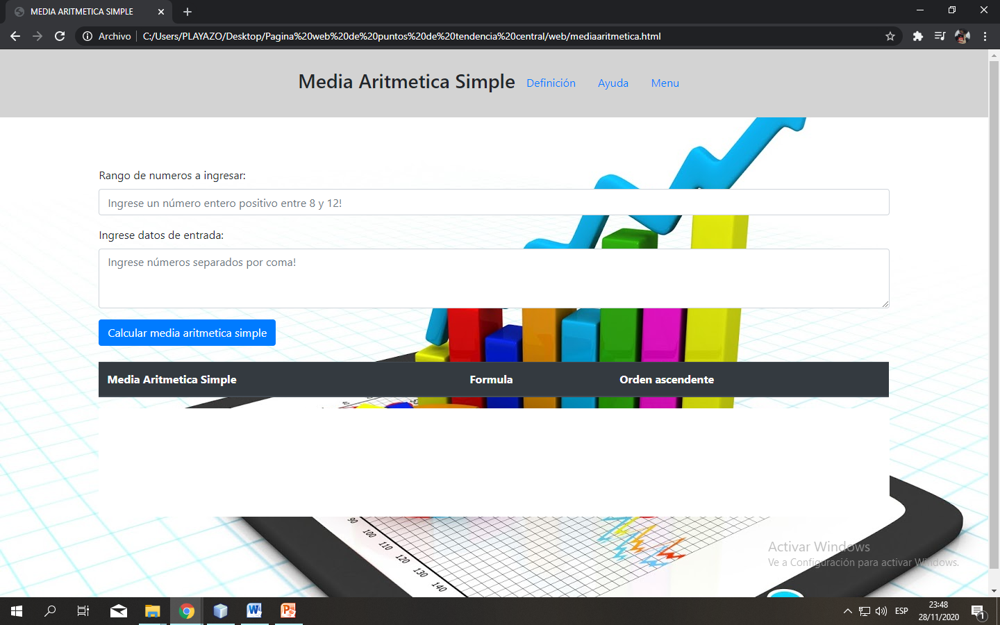 MEDIA ARITMETICA SIMPLE
Archivo C:/Users/PLAYAZO/Desktop/Pagina%20web%20de%20puntos%20de%20tendencia%20central/web/mediaaritmetica.html
Media Aritmetica Simple Definición Ayuda Menu
Rango de numeros a ingresar:
Ingrese un número entero positivo entre 8 y 12!
Ingrese datos de entrada:
Ingrese números separados por coma!
Calcular media aritmetica simple
Media Aritmetica Simple Formula Orden ascendente
90
100
110
120
130
140
Activar Windows
Ve a Configuración para activar Windows.
ESP
23:48
28/11/2020
1